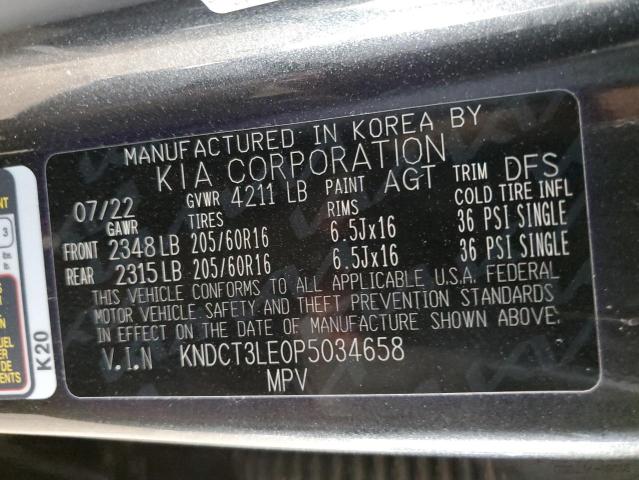 MANUFACTURED IN KOREA BY
KIA CORPORATION
07/22 GVWR 4211 LB PAINT AGT TRIM DFS
GAWR TIRES RIMS COLD TIRE INFL
FRONT 2348 LB 205/60R16 6.5Jx16 36 PSI SINGLE
REAR 2315 LB 205/60R16 6.5Jx16 36 PSI SINGLE
THIS VEHICLE CONFORMS TO ALL APPLICABLE U.S.A. FEDERAL
MOTOR VEHICLE SAFETY AND THEFT PREVENTION STANDARDS
IN EFFECT ON THE DATE OF MANUFACTURE SHOWN ABOVE.
V.I.N KNDCT3LE0P5034658
MPV
K20
3